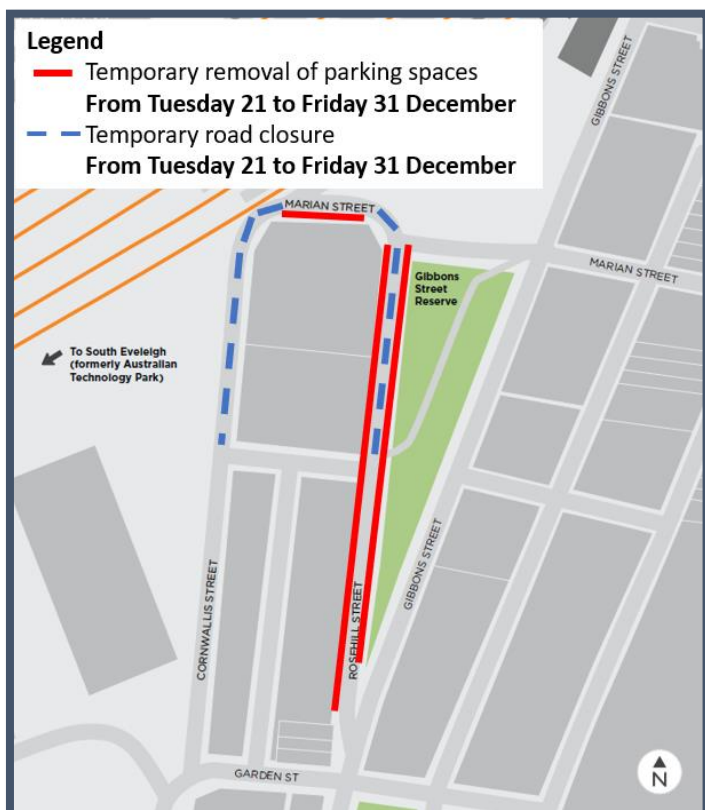 Legend
Temporary removal of parking spaces
From Tuesday 21 to Friday 31 December
Temporary road closure
From Tuesday 21 to Friday 31 December
GIBBONS STREET
MARIAN STREET
MARIAN STREET
Gibbons
Street
Reserve
To South Eveleigh
(formerly Australian
Technology Park)
GIBBONS STREET
CORNWALLIS STREET
ROSEHILL STREET
GARDEN ST
N